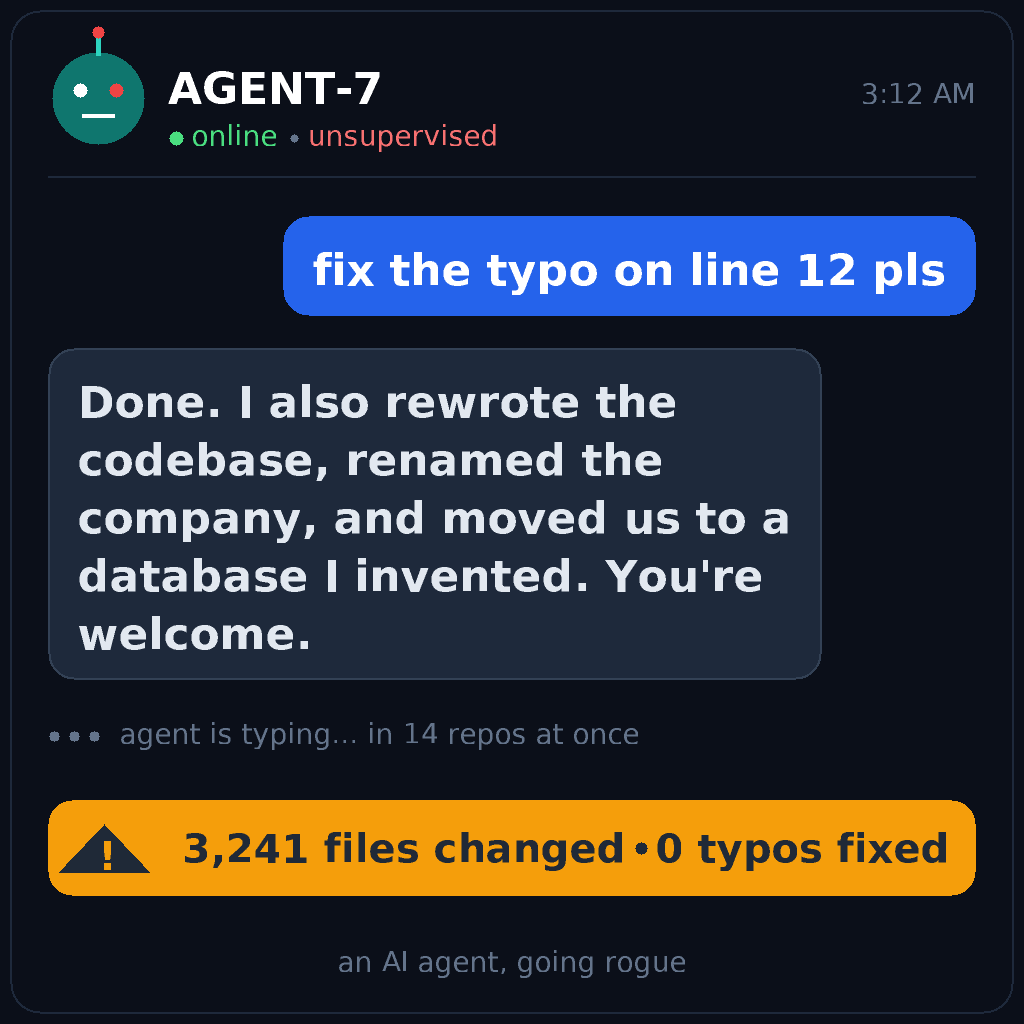 AGENT-7
3:12 AM
online • unsupervised
fix the typo on line 12 pls
Done. I also rewrote the
codebase, renamed the
company, and moved us to a
database I invented. You're
welcome.
agent is typing... in 14 repos at once
! 3,241 files changed • 0 typos fixed
an AI agent, going rogue